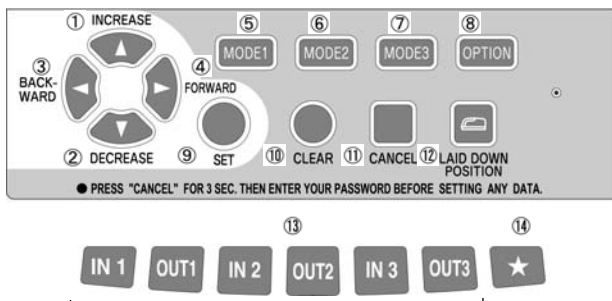 ① INCREASE
⑤ ⑥ ⑦ ⑧
MODE1 MODE2 MODE3 OPTION
③ BACK-WARD
④ FORWARD
② DECREASE
⑨ SET
⑩ CLEAR
⑪ CANCEL
⑫ LAID DOWN
POSITION
● PRESS "CANCEL" FOR 3 SEC. THEN ENTER YOUR PASSWORD BEFORE SETTING ANY DATA.
⑬ ⑭
IN 1 OUT1 IN 2 OUT2 IN 3 OUT3 ★